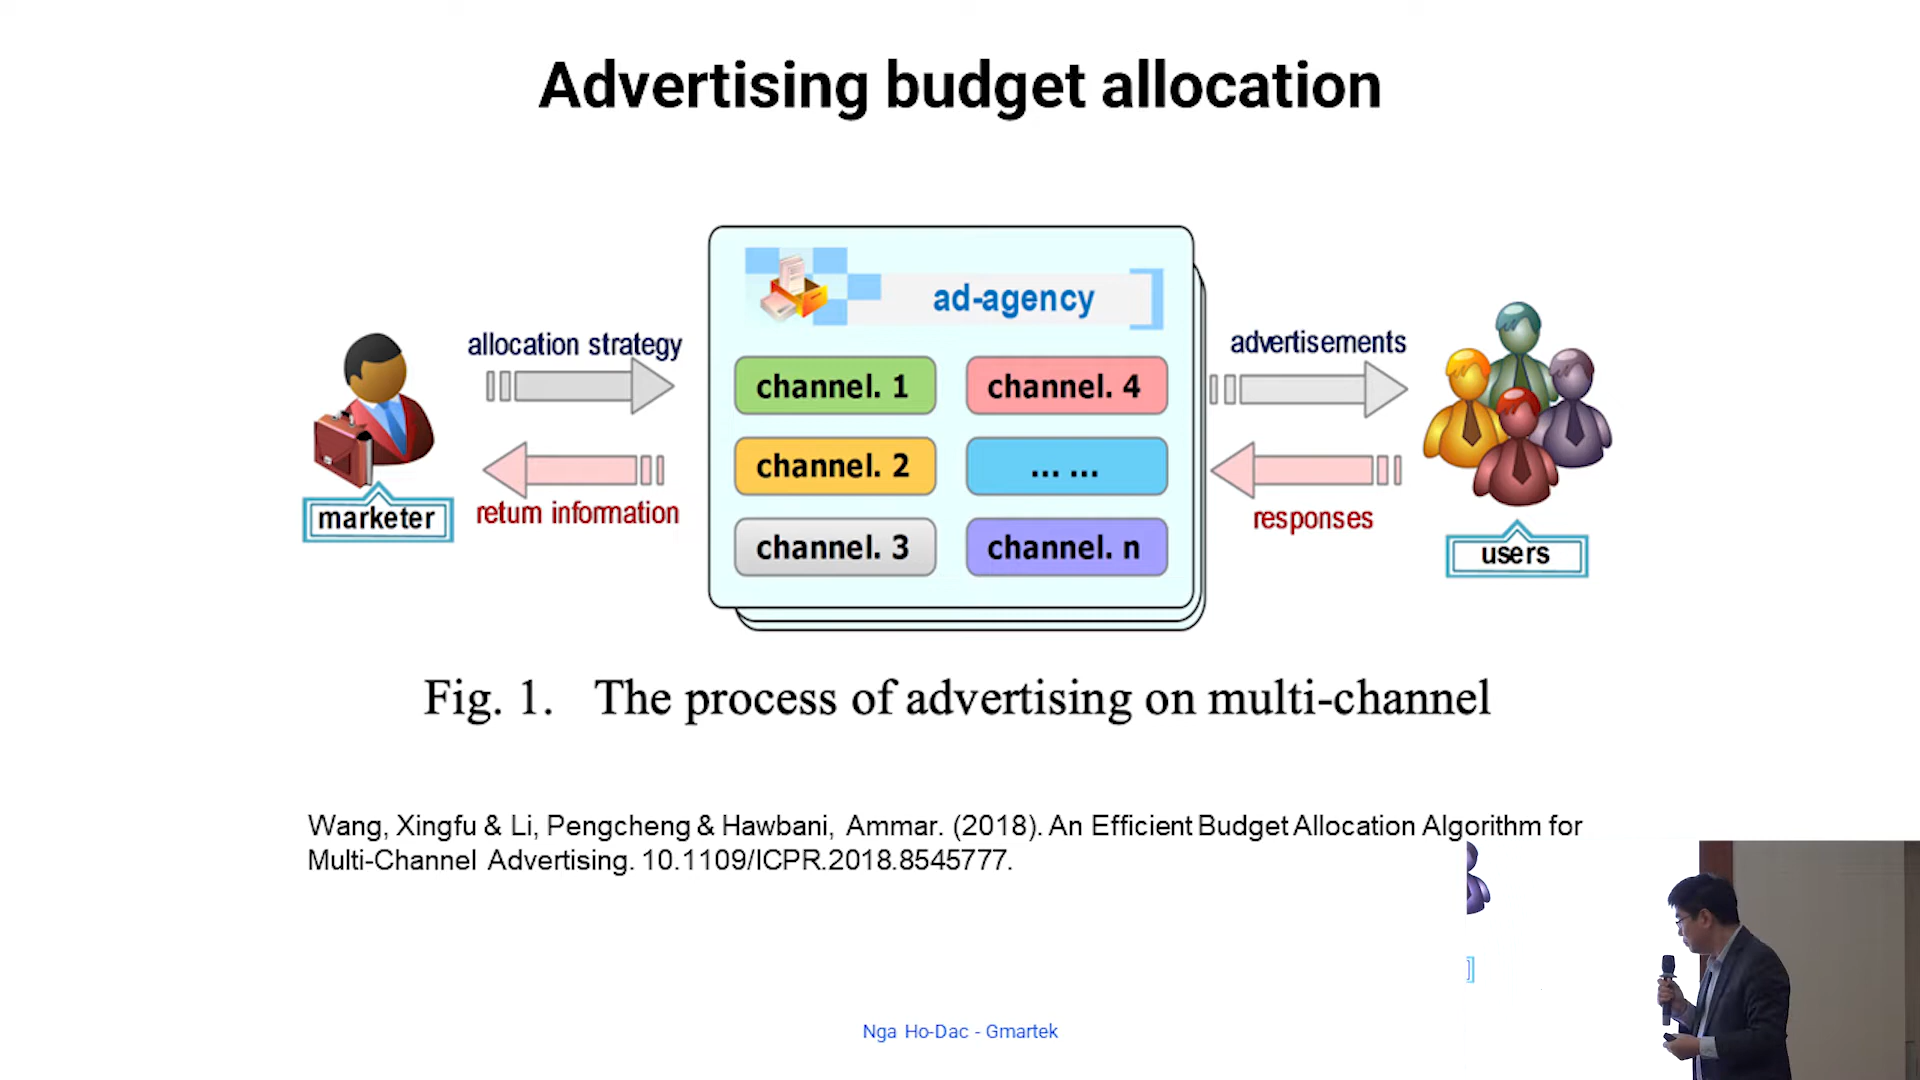 Advertising budget allocation
ad-agency
allocation strategy
advertisements
channel. 1
channel. 4
channel. 2
... ...
return information
responses
marketer
channel. 3
channel. n
users
Fig. 1. The process of advertising on multi-channel
Wang, Xingfu & Li, Pengcheng & Hawbani, Ammar. (2018). An Efficient Budget Allocation Algorithm for
Multi-Channel Advertising. 10.1109/ICPR.2018.8545777.
Nga Ho-Dac - Gmartek